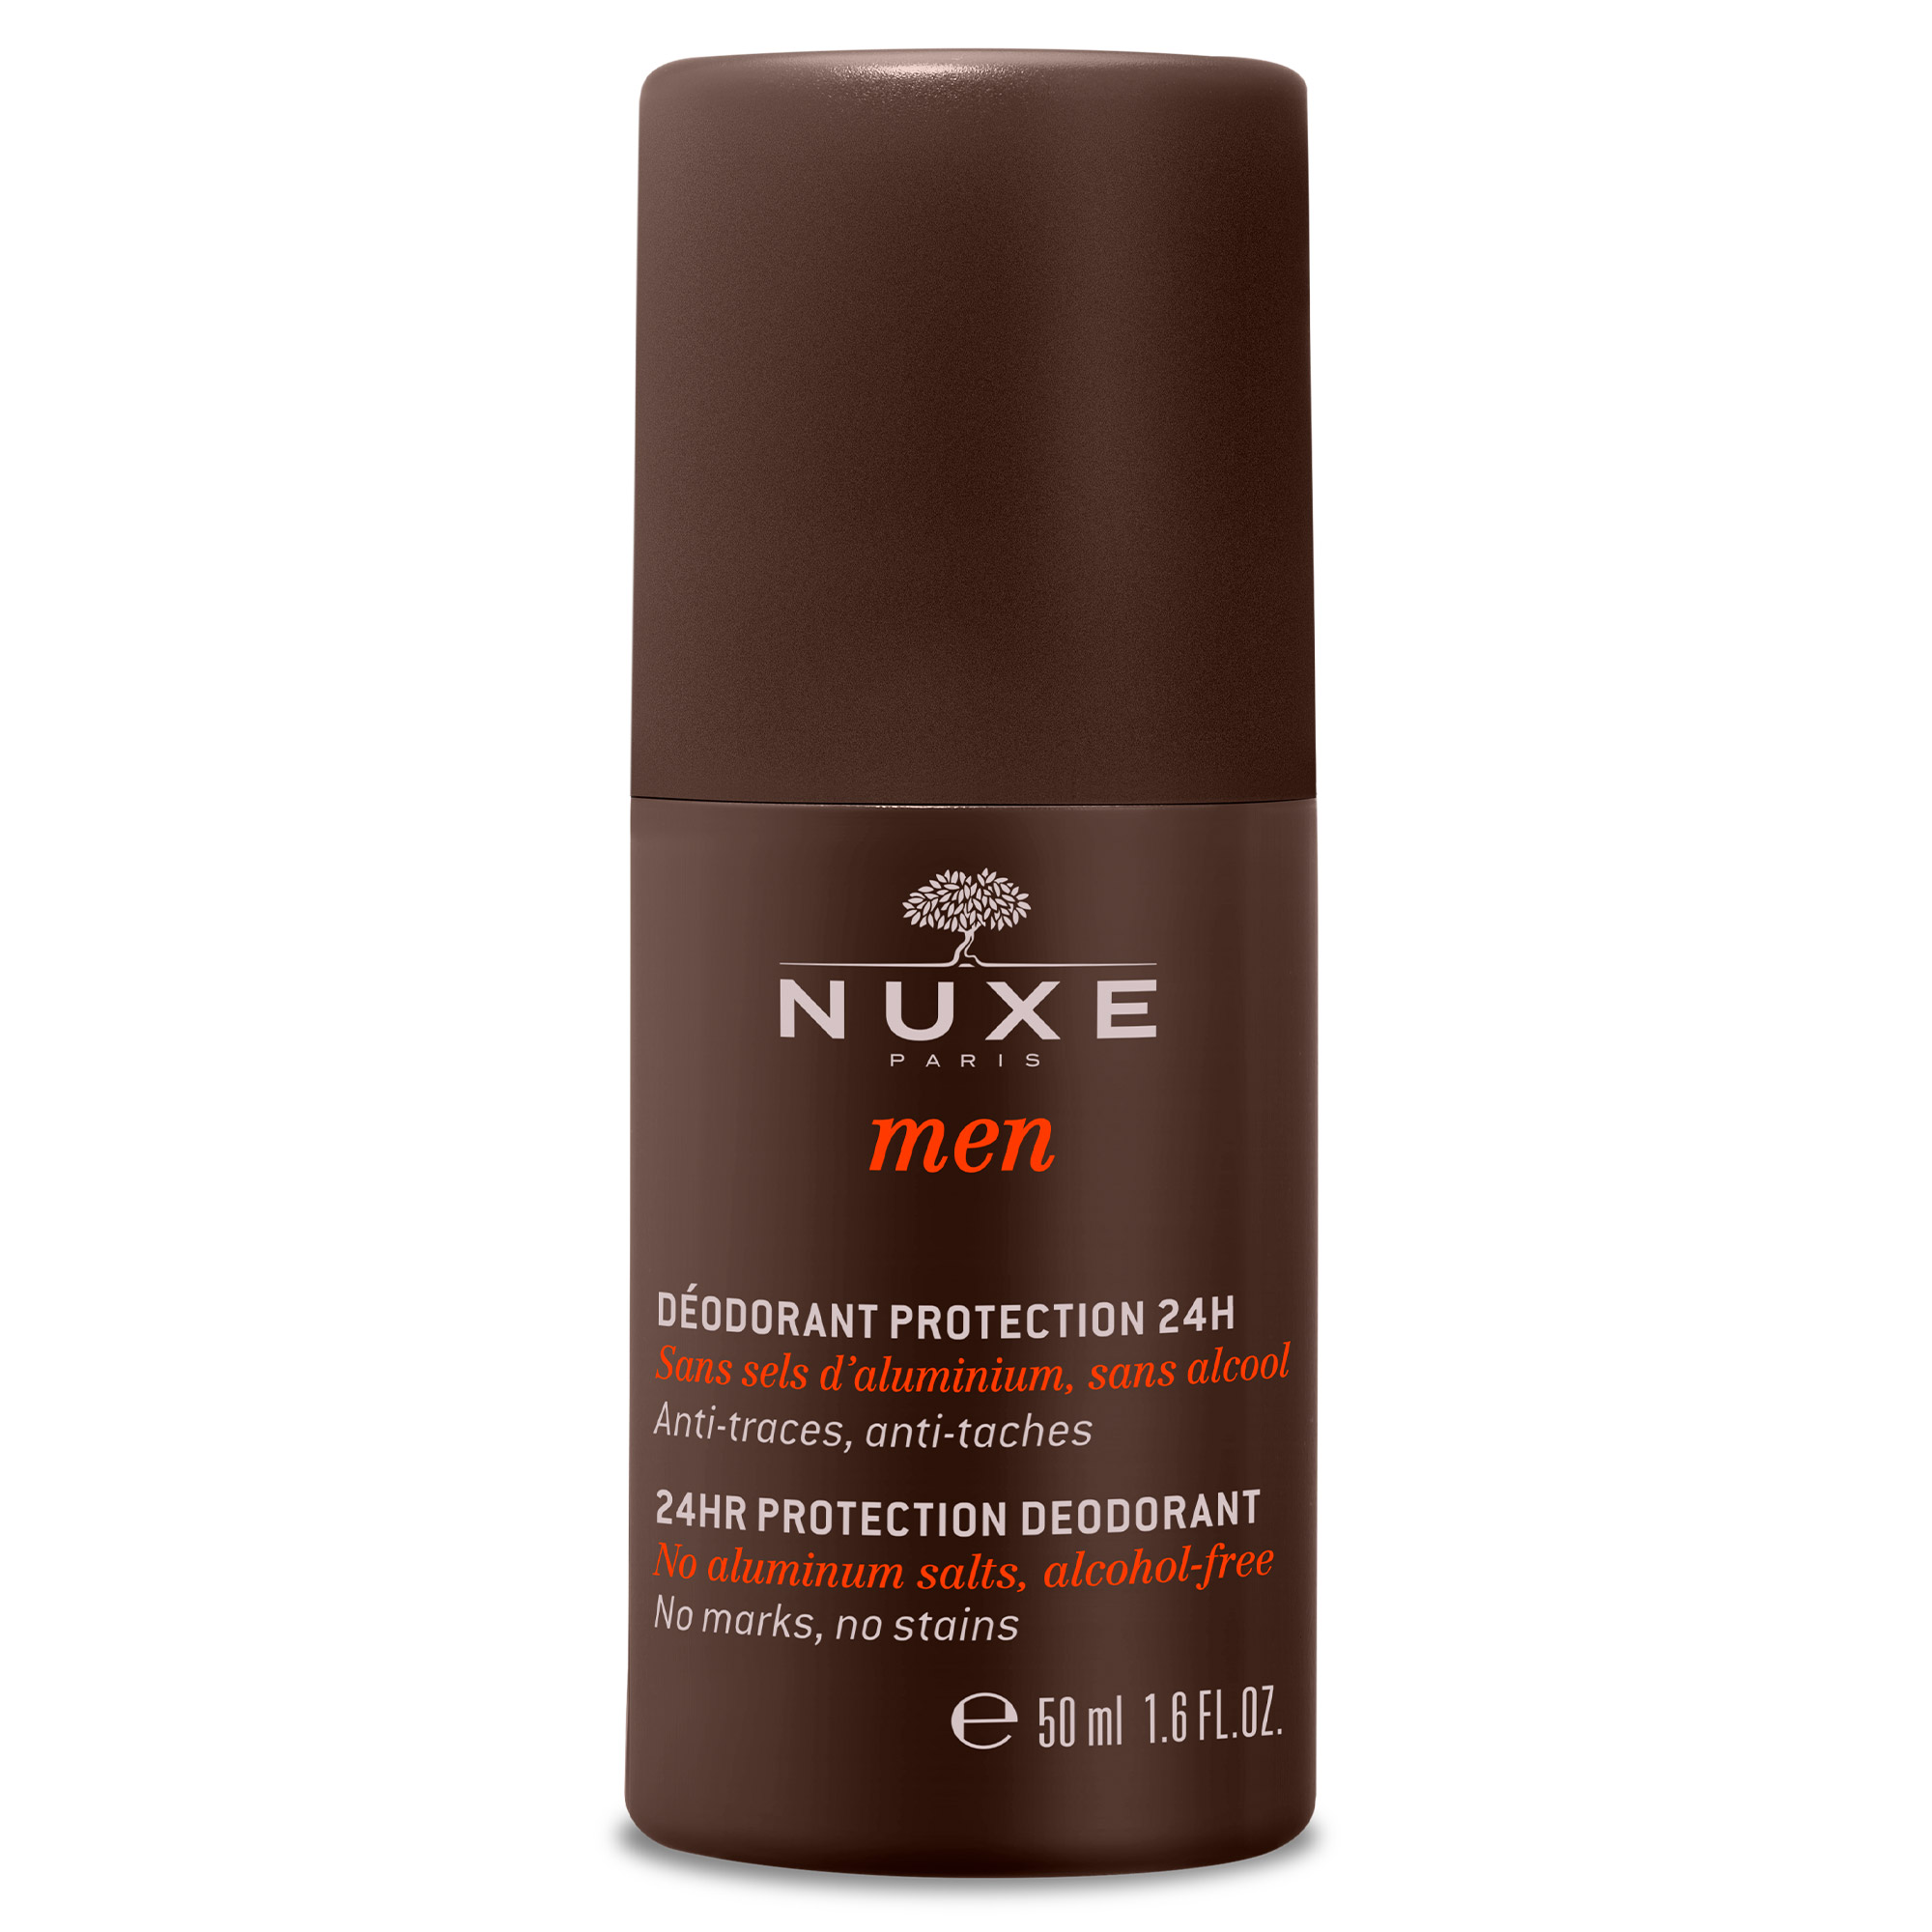 NUXE
PARIS
men
DÉODORANT PROTECTION 24H
Sans sels d'aluminium, sans alcool
Anti-traces, anti-taches
24HR PROTECTION DEODORANT
No aluminum salts, alcohol-free
No marks, no stains
℮ 50 ml 1.6 FL.OZ.